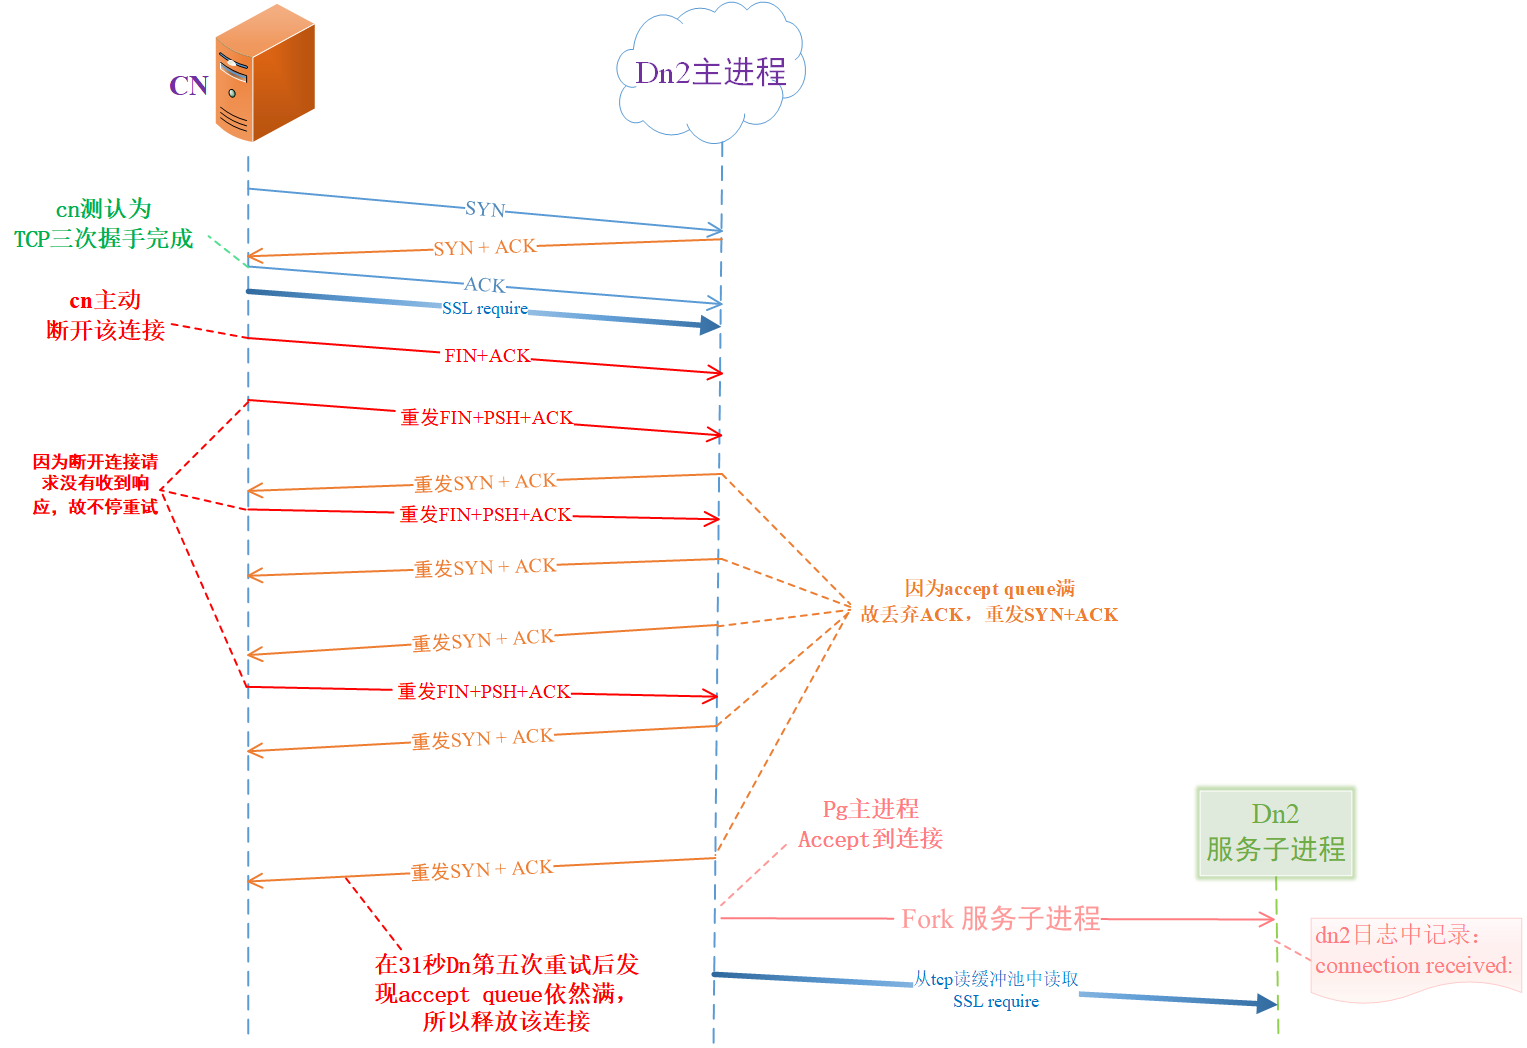 CN
Dn2主进程
cn测认为
TCP三次握手完成
SYN
SYN + ACK
ACK
SSL require
cn主动
断开该连接
FIN+ACK
重发FIN+PSH+ACK
因为断开连接请
求没有收到响
应，故不停重试
重发SYN + ACK
重发FIN+PSH+ACK
重发SYN + ACK
因为accept queue满
故丢弃ACK，重发SYN+ACK
重发SYN + ACK
重发FIN+PSH+ACK
重发SYN + ACK
Pg主进程
Accept到连接
Dn2
服务子进程
重发SYN + ACK
Fork 服务子进程
dn2日志中记录：
connection received:
在31秒Dn第五次重试后发
现accept queue依然满，
所以释放该连接
从tcp读缓冲池中读取
SSL require